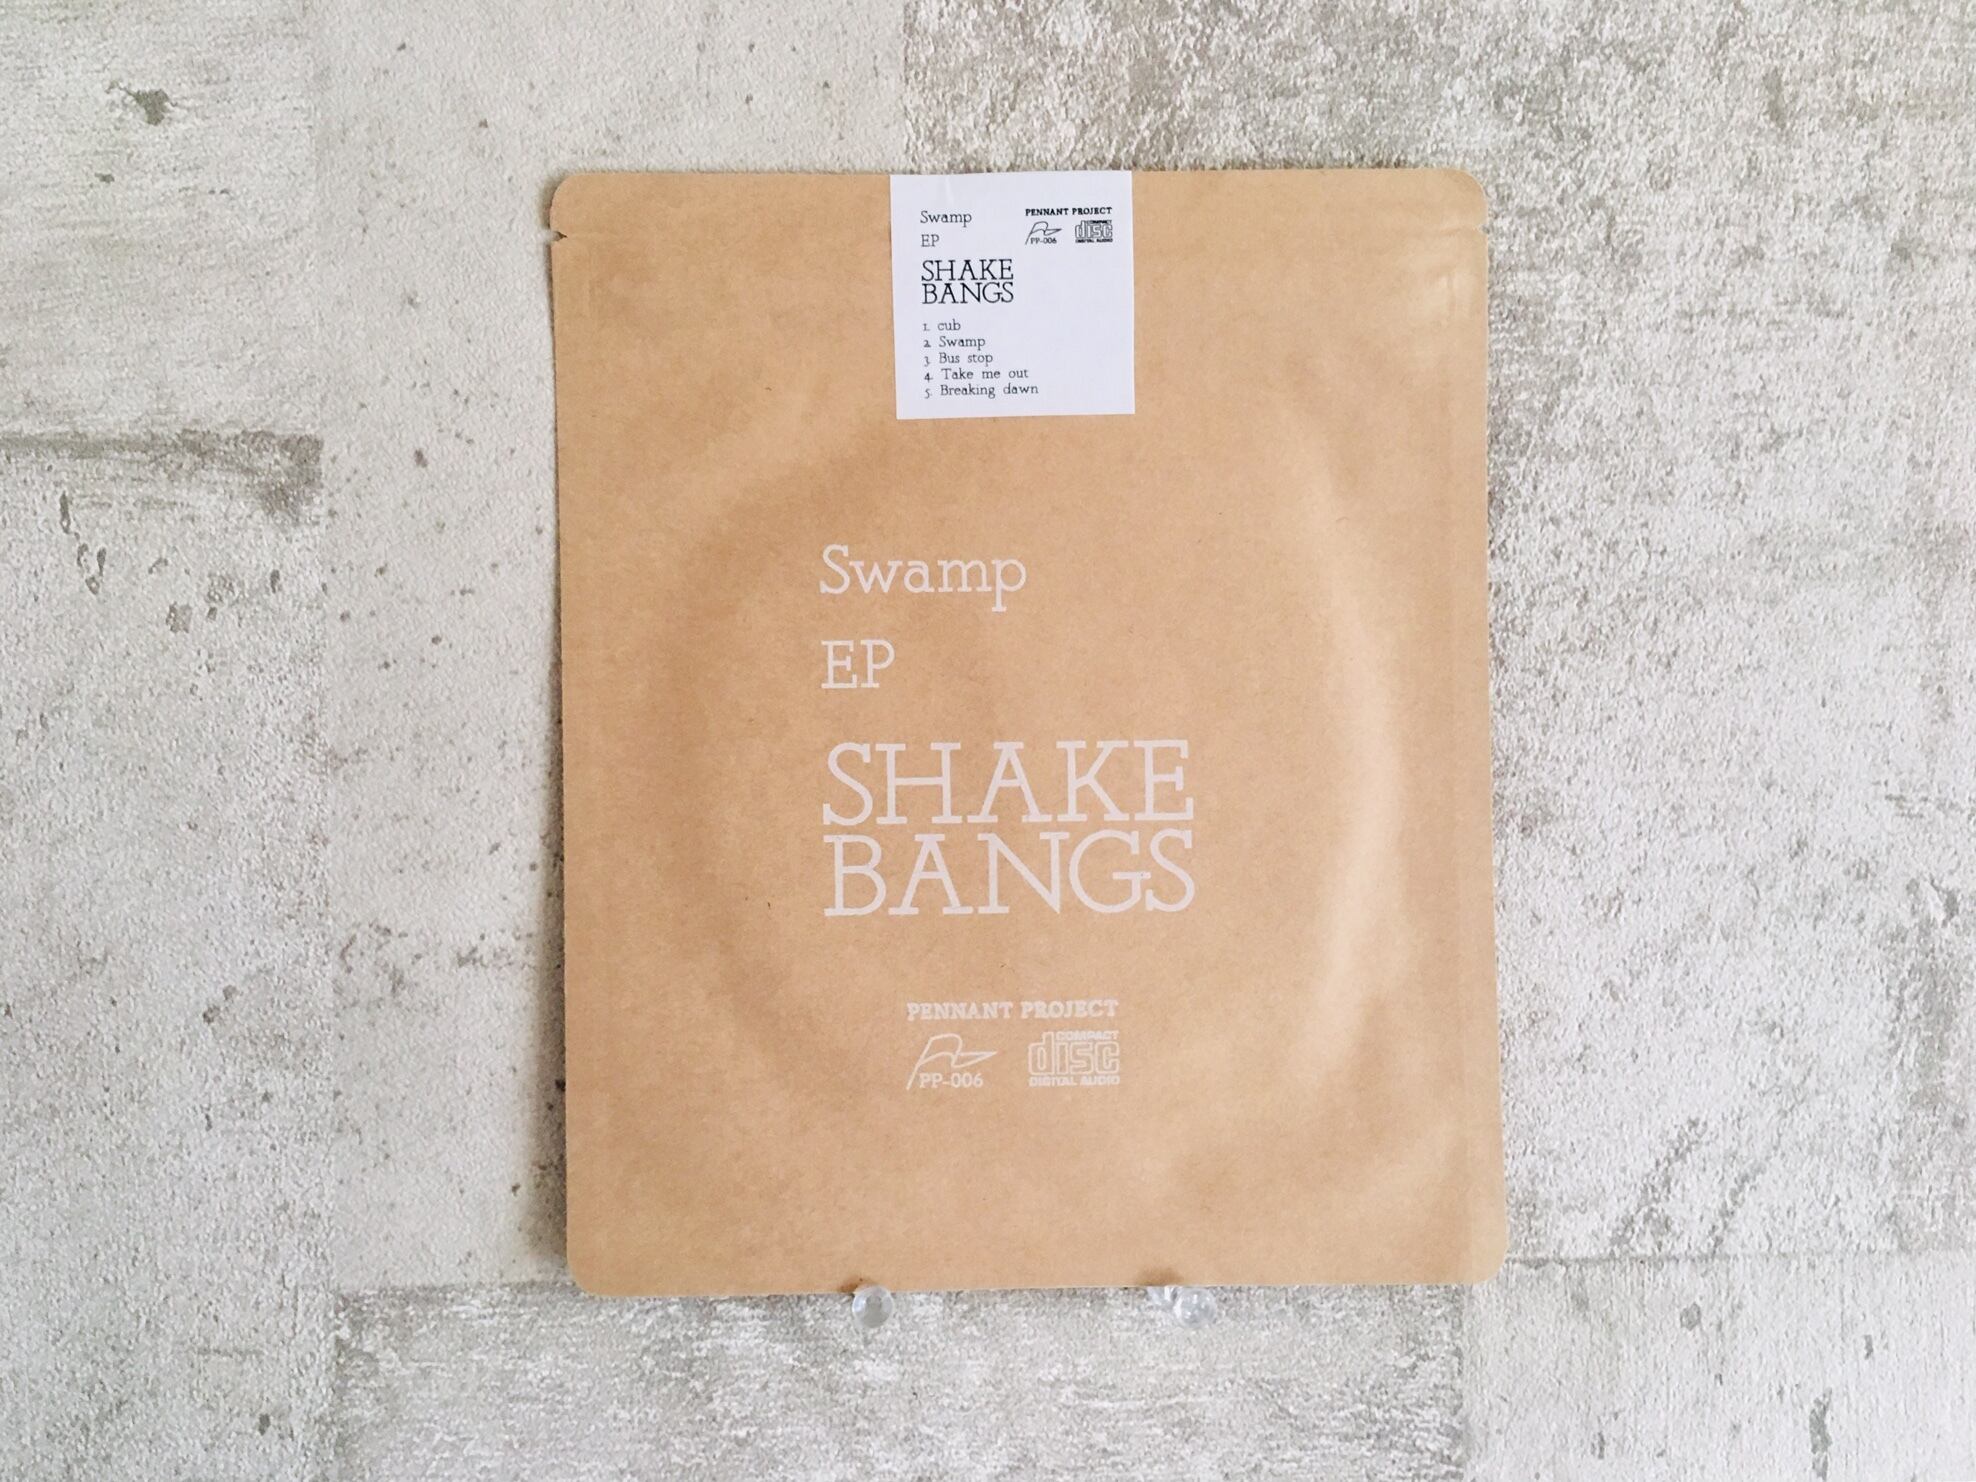 Swamp
EP
PENNANT PROJECT
PP-006
COMPACT
disc
DIGITAL AUDIO
SHAKE
BANGS
1. cub
2. Swamp
3. Bus stop
4. Take me out
5. Breaking dawn
Swamp
EP
SHAKE
BANGS
PENNANT PROJECT
PP-006
COMPACT
disc
DIGITAL AUDIO